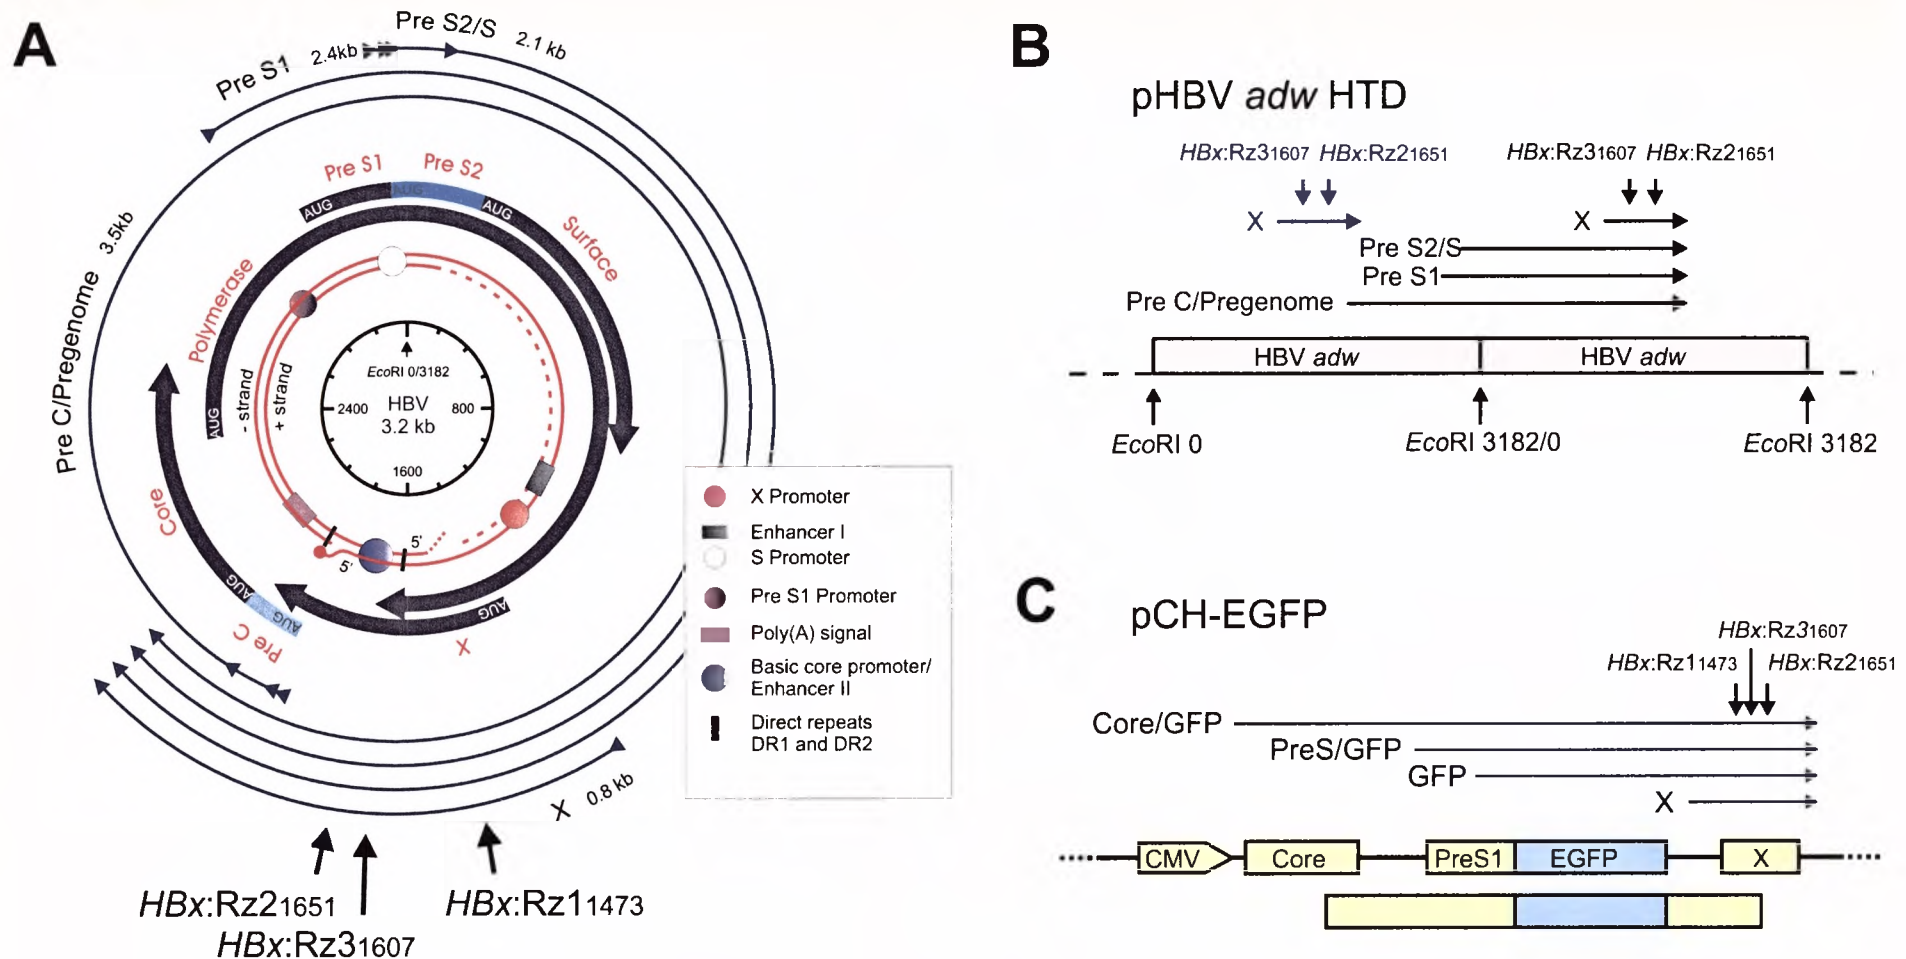 A
Pre S2/S
2.1 kb
2.4kb
Pre S1
3.5kb
Pre C/Pregenome
Pre S1
Pre S2
AUG
AUG
AUG
Surface
Polymerase
AUG
- strand
+ strand
EcoRI 0/3182
2400
HBV
3.2 kb
800
1600
Core
5'
5'
AUG
AUG
Pre C
AUG
X
X
0.8 kb
HBx:Rz21651
HBx:Rz31607
HBx:Rz11473
X Promoter
Enhancer I
S Promoter
Pre S1 Promoter
Poly(A) signal
Basic core promoter/
Enhancer II
Direct repeats
DR1 and DR2
B
pHBV adw HTD
HBx:Rz31607 HBx:Rz21651
HBx:Rz31607 HBx:Rz21651
X
X
Pre S2/S
Pre S1
Pre C/Pregenome
HBV adw
HBV adw
EcoRI 0
EcoRI 3182/0
EcoRI 3182
C
pCH-EGFP
HBx:Rz31607
HBx:Rz11473
HBx:Rz21651
Core/GFP
PreS/GFP
GFP
X
CMV
Core
PreS1
EGFP
X